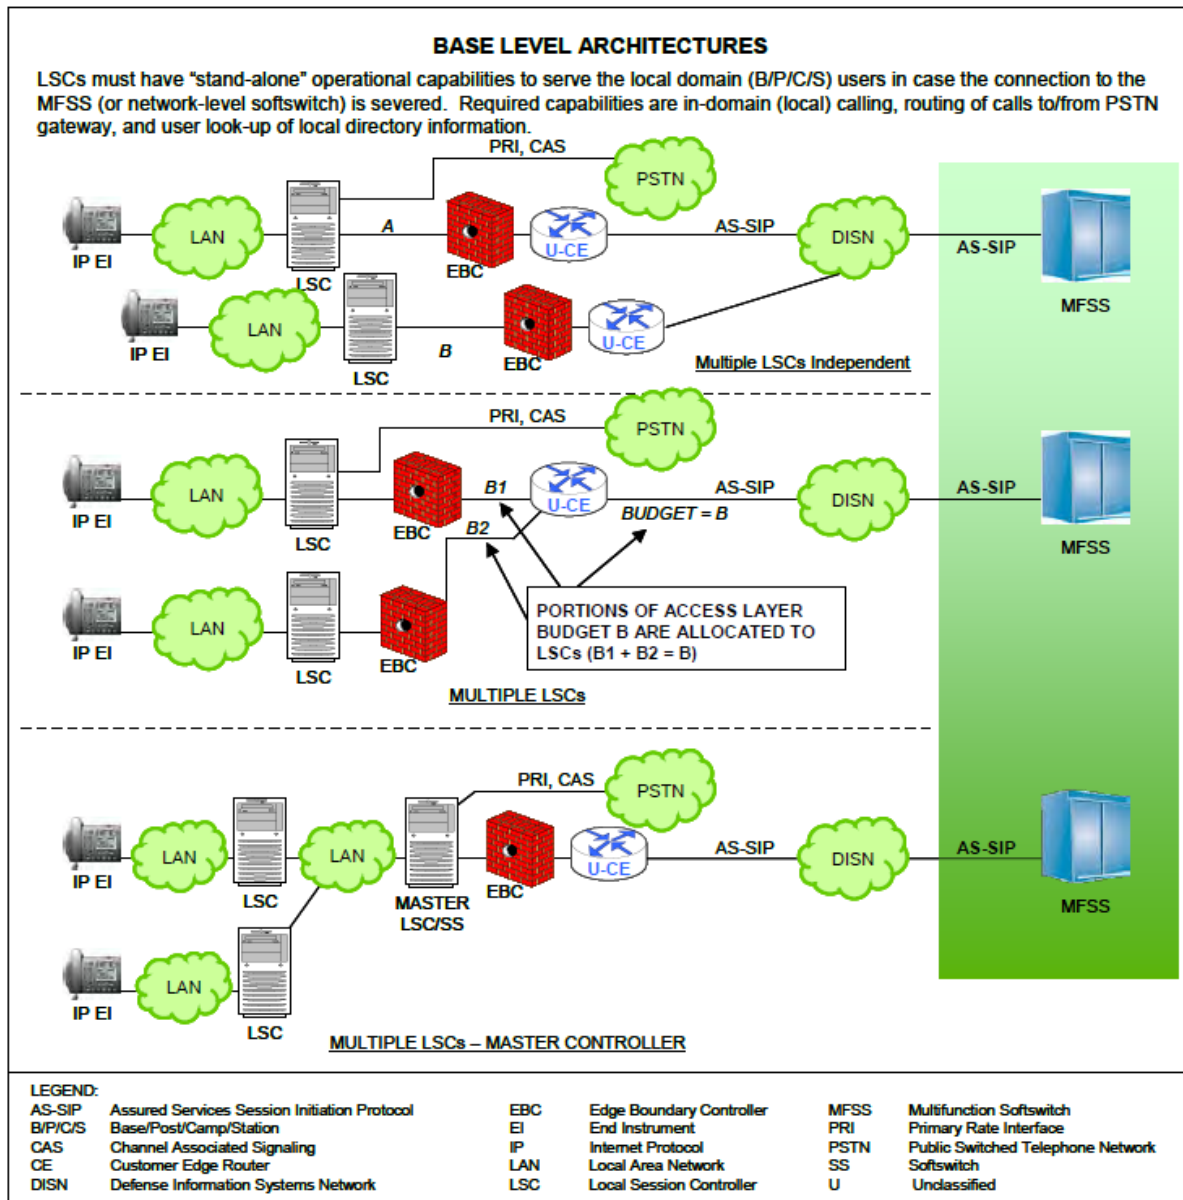 BASE LEVEL ARCHITECTURES
LSCs must have “stand-alone” operational capabilities to serve the local domain (B/P/C/S) users in case the connection to the
MFSS (or network-level softswitch) is severed.  Required capabilities are in-domain (local) calling, routing of calls to/from PSTN
gateway, and user look-up of local directory information.
PRI, CAS
PSTN
IP EI
LAN
LSC
A
EBC
U-CE
AS-SIP
DISN
AS-SIP
MFSS
IP EI
LAN
LSC
B
EBC
U-CE
Multiple LSCs Independent
PRI, CAS
PSTN
IP EI
LAN
LSC
EBC
B1
B2
U-CE
AS-SIP
BUDGET = B
DISN
AS-SIP
MFSS
IP EI
LAN
LSC
EBC
PORTIONS OF ACCESS LAYER
BUDGET B ARE ALLOCATED TO
LSCs (B1 + B2 = B)
MULTIPLE LSCs
PRI, CAS
PSTN
IP EI
LAN
LSC
LAN
MASTER
LSC/SS
EBC
U-CE
AS-SIP
DISN
AS-SIP
MFSS
IP EI
LAN
LSC
MULTIPLE LSCs – MASTER CONTROLLER
LEGEND:
AS-SIP Assured Services Session Initiation Protocol EBC Edge Boundary Controller MFSS Multifunction Softswitch
B/P/C/S Base/Post/Camp/Station EI End Instrument PRI Primary Rate Interface
CAS Channel Associated Signaling IP Internet Protocol PSTN Public Switched Telephone Network
CE Customer Edge Router LAN Local Area Network SS Softswitch
DISN Defense Information Systems Network LSC Local Session Controller U Unclassified